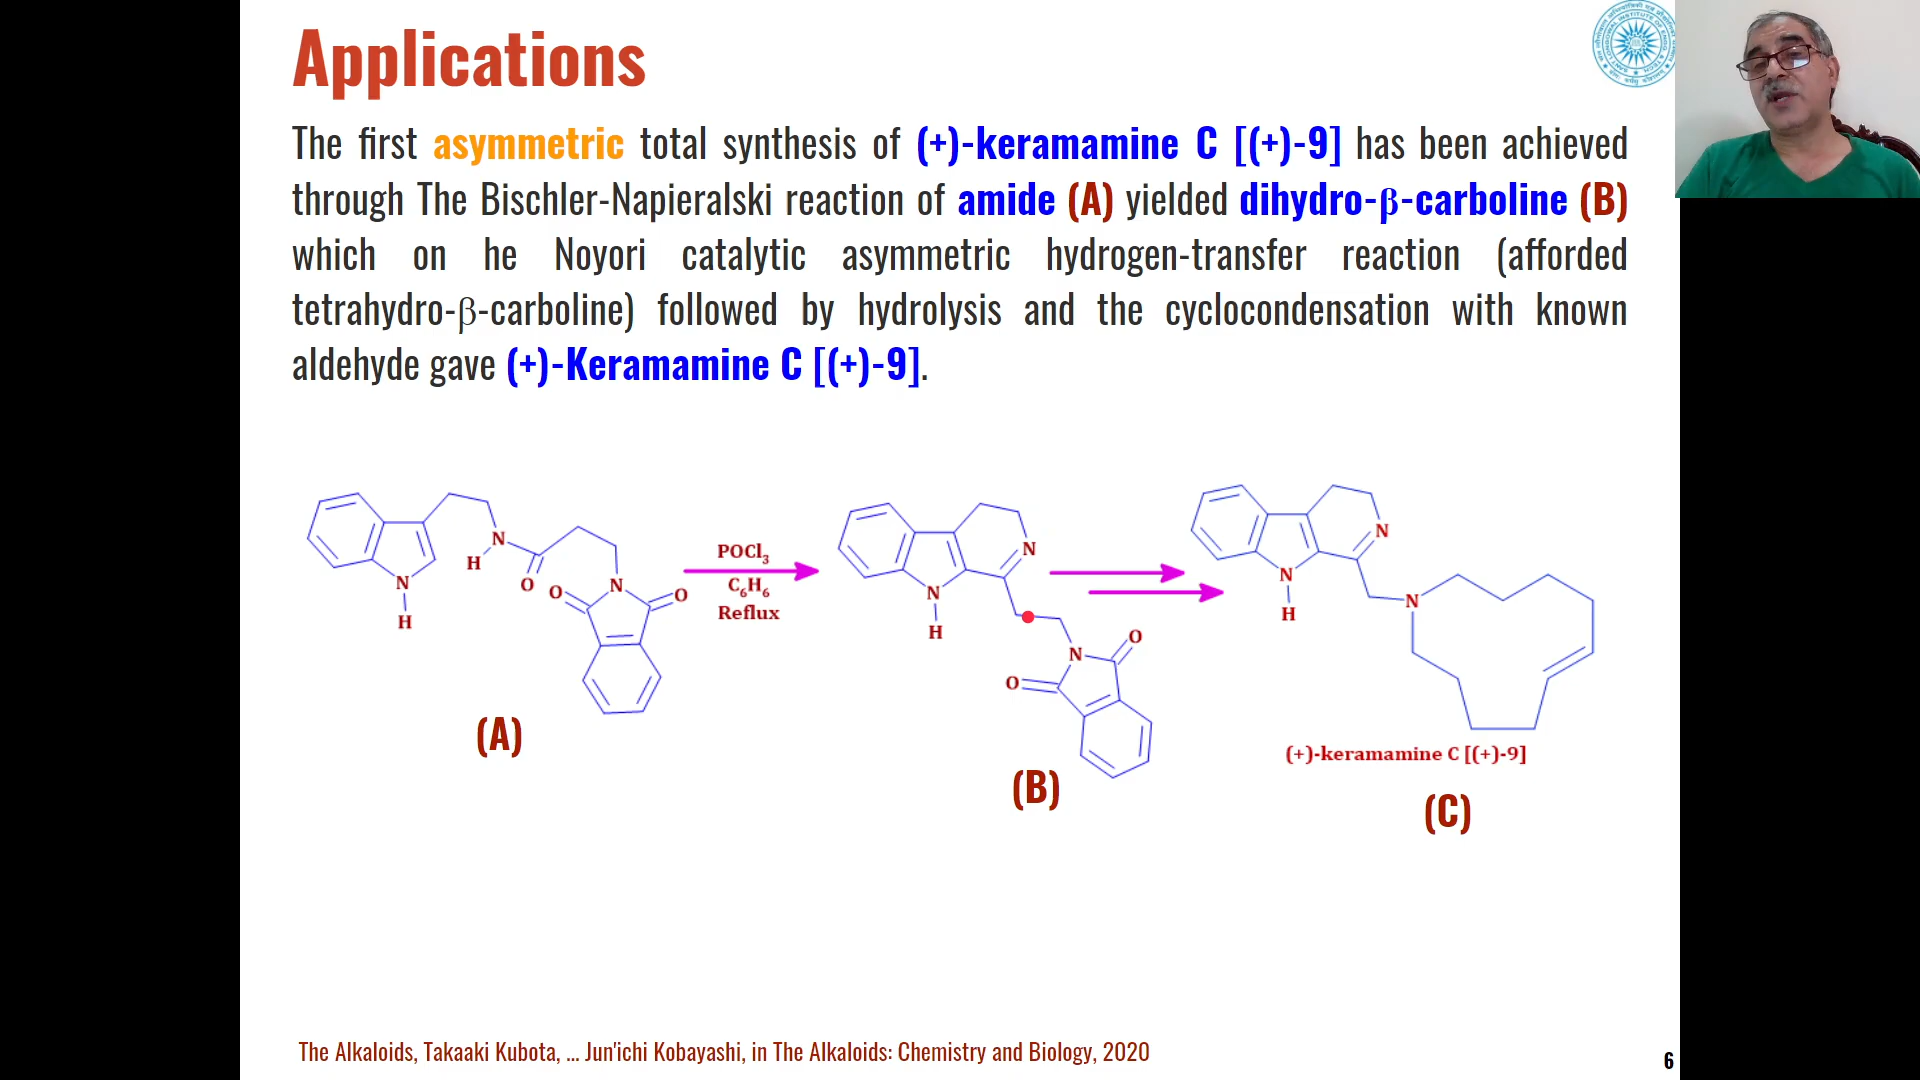 Applications
The first asymmetric total synthesis of (+)-keramamine C [(+)-9] has been achieved
through The Bischler-Napieralski reaction of amide (A) yielded dihydro-β-carboline (B)
which on he Noyori catalytic asymmetric hydrogen-transfer reaction (afforded
tetrahydro-β-carboline) followed by hydrolysis and the cyclocondensation with known
aldehyde gave (+)-Keramamine C [(+)-9].
N
H
N
H
O
O
N
O
(A)
POCl3
C6H6
Reflux
N
N
H
N
O
O
(B)
N
N
H
N
(+)-keramamine C [(+)-9]
(C)
The Alkaloids, Takaaki Kubota, ... Jun'ichi Kobayashi, in The Alkaloids: Chemistry and Biology, 2020
6